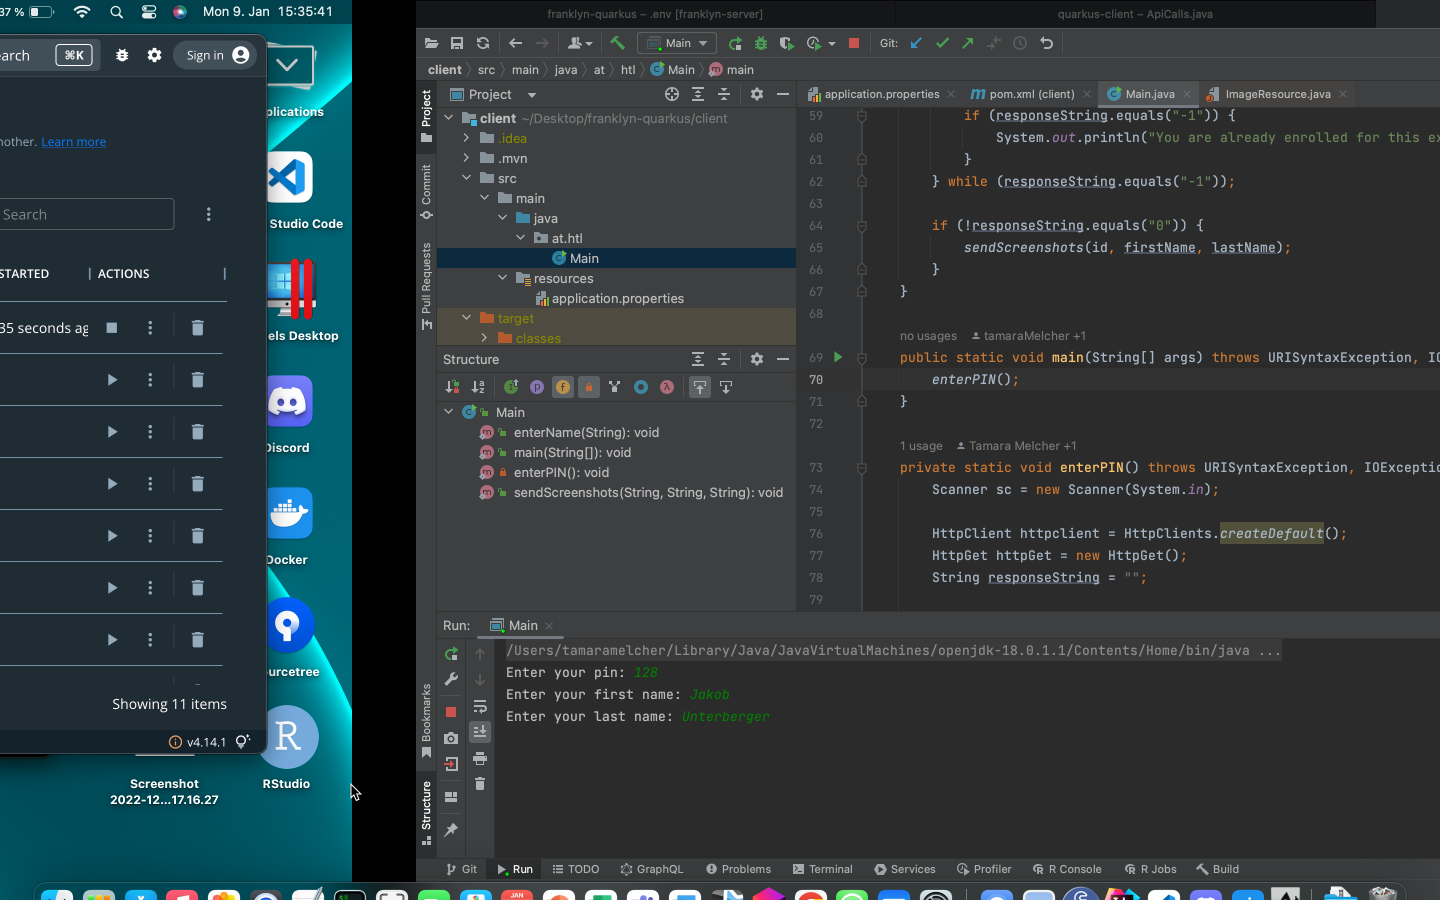 37 %
Mon 9. Jan 15:35:41
earch
⌘K
Sign in
nother. Learn more
Search
STARTED
ACTIONS
35 seconds ag
Showing 11 items
v4.14.1
plications
Studio Code
els Desktop
Discord
Docker
urcetree
R
RStudio
Screenshot
2022-12...17.16.27
franklyn-quarkus – .env [franklyn-server]
quarkus-client – ApiCalls.java
Main
Git:
client
src
main
java
at
htl
Main
main
Project
Commit
Pull Requests
Bookmarks
Structure
Project
client ~/Desktop/franklyn-quarkus/client
.idea
.mvn
src
main
java
at.htl
Main
resources
application.properties
target
classes
Structure
Main
enterName(String): void
main(String[]): void
enterPIN(): void
sendScreenshots(String, String, String): void
application.properties
pom.xml (client)
Main.java
ImageResource.java
59 if (responseString.equals("-1")) {
60 System.out.println("You are already enrolled for this ex
61 }
62 } while (responseString.equals("-1"));
63
64 if (!responseString.equals("0")) {
65 sendScreenshots(id, firstName, lastName);
66 }
67 }
68
no usages tamaraMelcher +1
69 public static void main(String[] args) throws URISyntaxException, IO
70 enterPIN();
71 }
72
1 usage Tamara Melcher +1
73 private static void enterPIN() throws URISyntaxException, IOExceptio
74 Scanner sc = new Scanner(System.in);
75
76 HttpClient httpclient = HttpClients.createDefault();
77 HttpGet httpGet = new HttpGet();
78 String responseString = "";
79
Run:
Main
/Users/tamaramelcher/Library/Java/JavaVirtualMachines/openjdk-18.0.1.1/Contents/Home/bin/java ...
Enter your pin: 128
Enter your first name: Jakob
Enter your last name: Unterberger
Git
Run
TODO
GraphQL
Problems
Terminal
Services
Profiler
R Console
R Jobs
Build
JAN